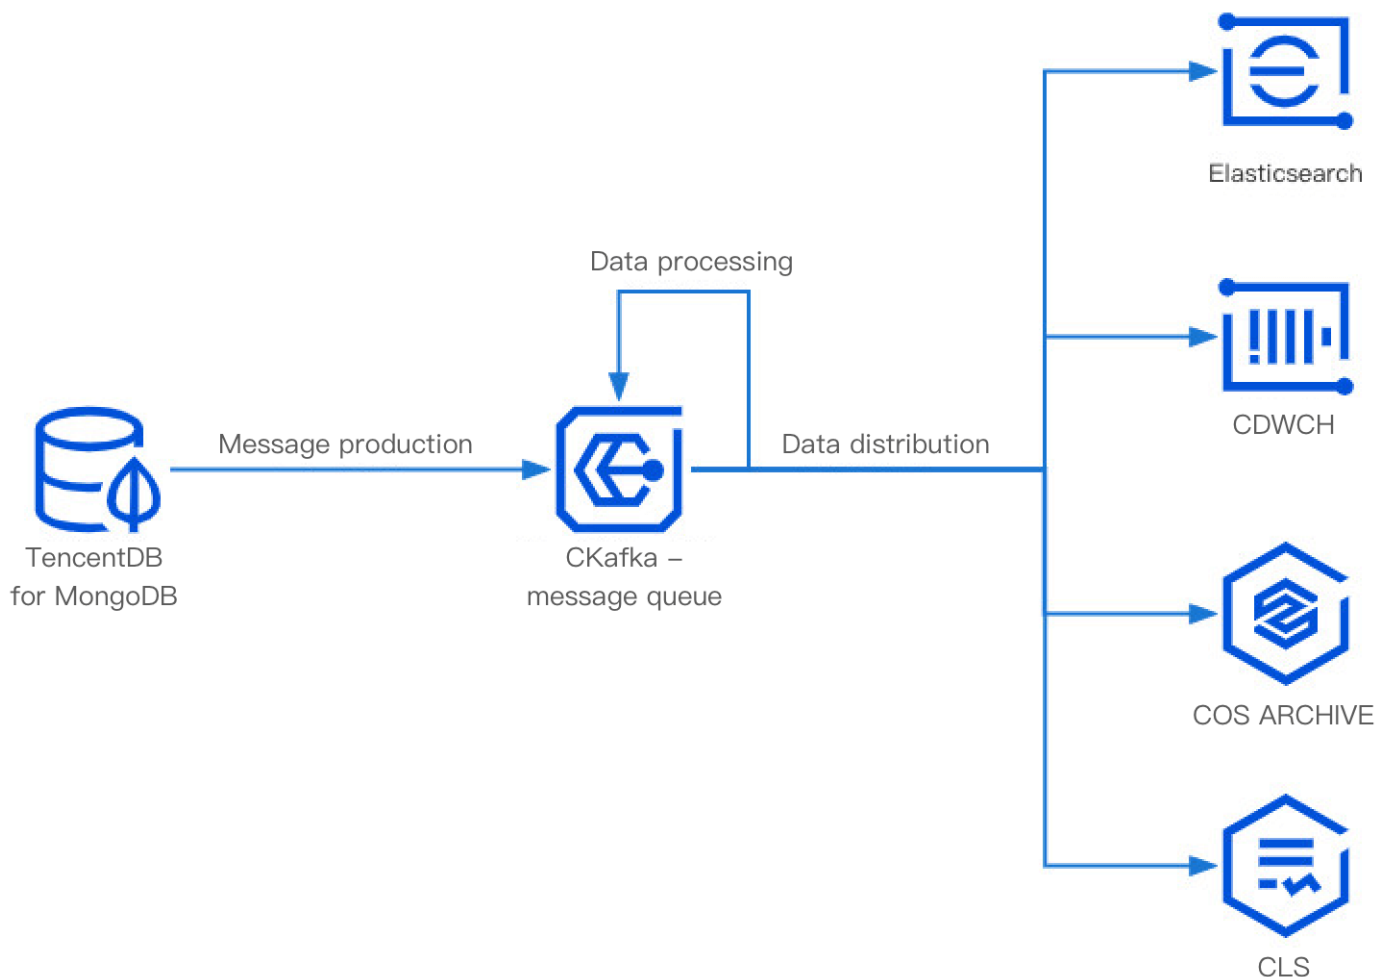 Elasticsearch
Data processing
CDWCH
Message production
Data distribution
TencentDB
for MongoDB
CKafka –
message queue
COS ARCHIVE
CLS